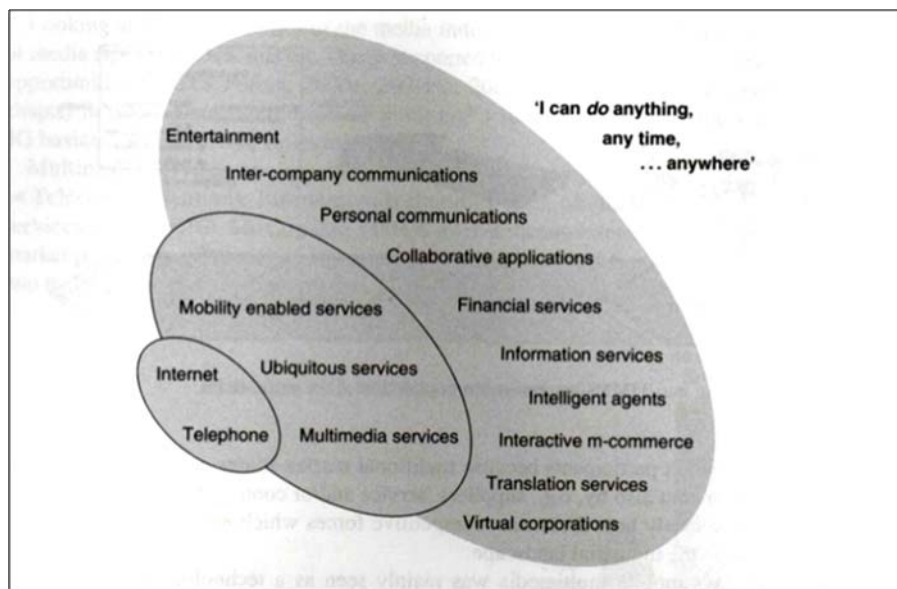 'I can do anything,
any time,
... anywhere'
Entertainment
Inter-company communications
Personal communications
Collaborative applications
Mobility enabled services
Financial services
Information services
Internet
Ubiquitous services
Intelligent agents
Telephone
Multimedia services
Interactive m-commerce
Translation services
Virtual corporations